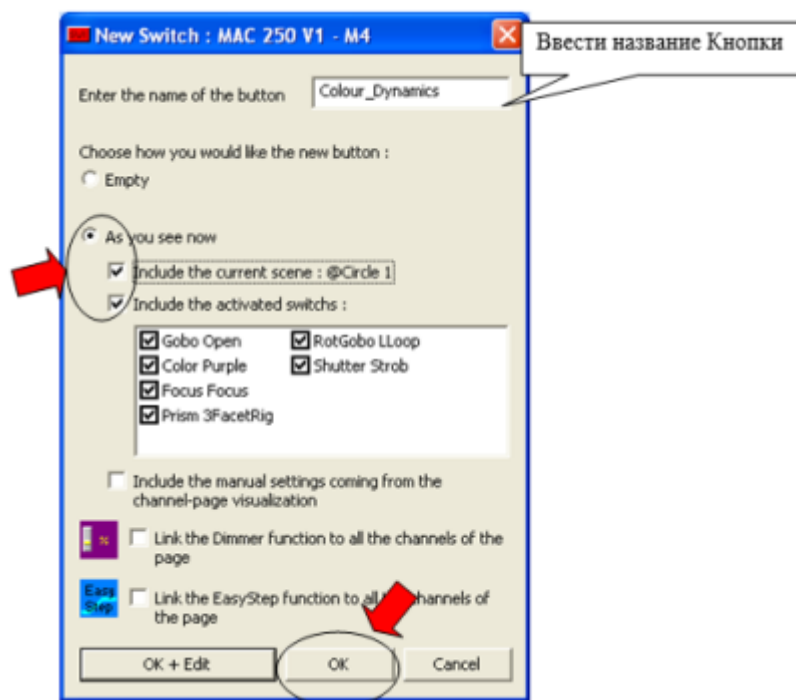 New Switch : MAC 250 V1 - M4
Ввести название Кнопки
Enter the name of the button
Colour_Dynamics
Choose how you would like the new button :
Empty
As you see now
Include the current scene : @Circle 1
Include the activated switchs :
Gobo Open
RotGobo LLoop
Color Purple
Shutter Strob
Focus Focus
Prism 3FacetRig
Include the manual settings coming from the
channel-page visualization
%
Link the Dimmer function to all the channels of the
page
Easy
Step
Link the EasyStep function to all channels of
the page
OK + Edit
OK
Cancel